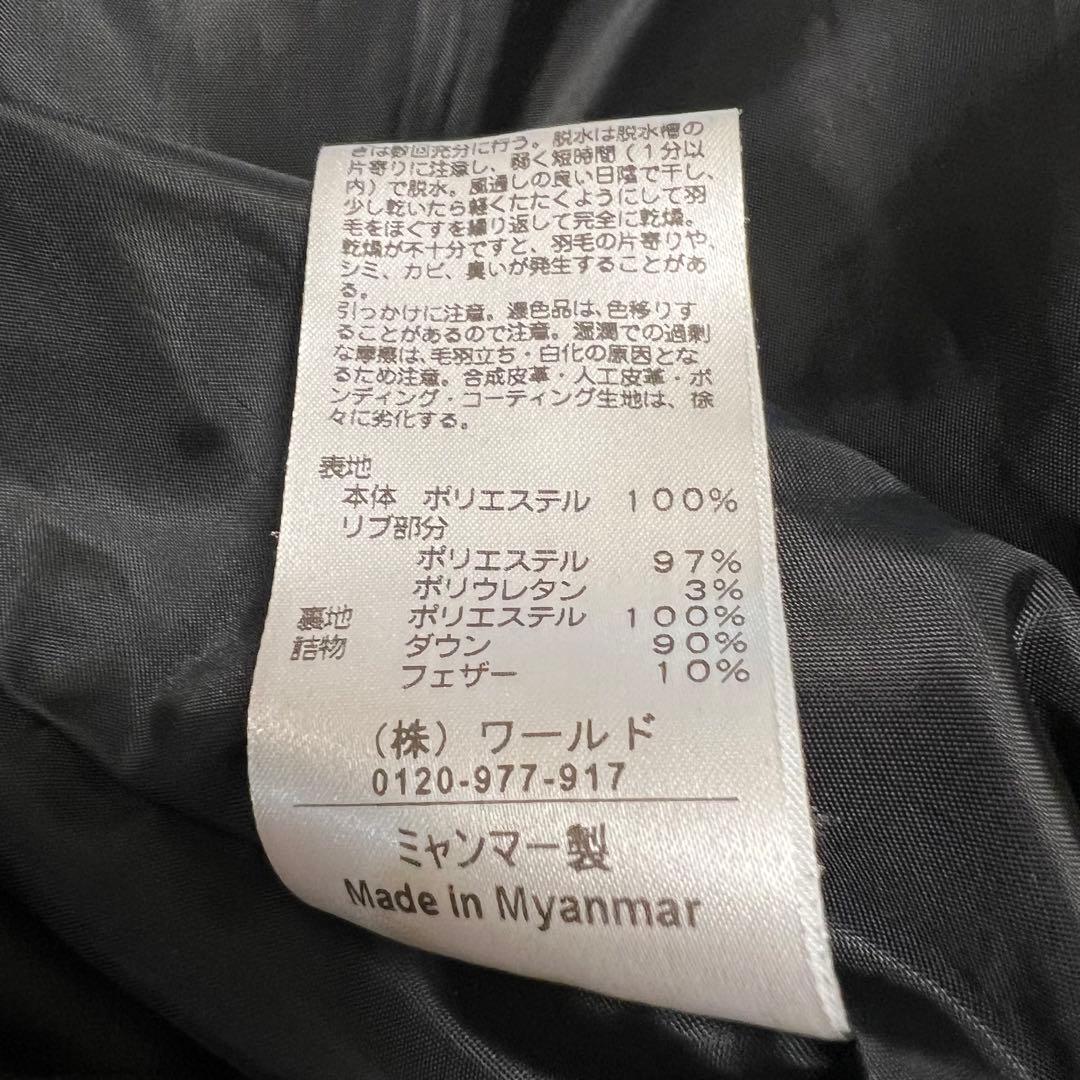 きは数回充分に行う。脱水は脱水槽の
片寄りに注意し、弱く短時間（1分以
内）で脱水。風通しの良い日陰で干し、
少し乾いたら軽くたたくようにして羽
毛をほぐすを繰り返して完全に乾燥。
乾燥が不十分ですと、羽毛の片寄りや、
シミ、カビ、臭いが発生することがあ
る。
引っかけに注意。濃色品は、色移りす
ることがあるので注意。湿潤での過剰
な摩擦は、毛羽立ち・白化の原因とな
るため注意。合成皮革・人工皮革・ボ
ンディング・コーティング生地は、徐
々に劣化する。
表地
本体 ポリエステル 100%
リブ部分
ポリエステル 97%
ポリウレタン 3%
裏地 ポリエステル 100%
詰物 ダウン 90%
フェザー 10%
（株）ワールド
0120-977-917
ミャンマー製
Made in Myanmar